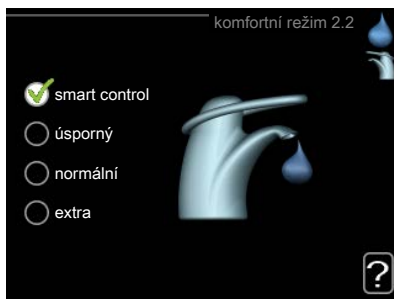 komfortní režim 2.2
smart control
úsporný
normální
extra
?